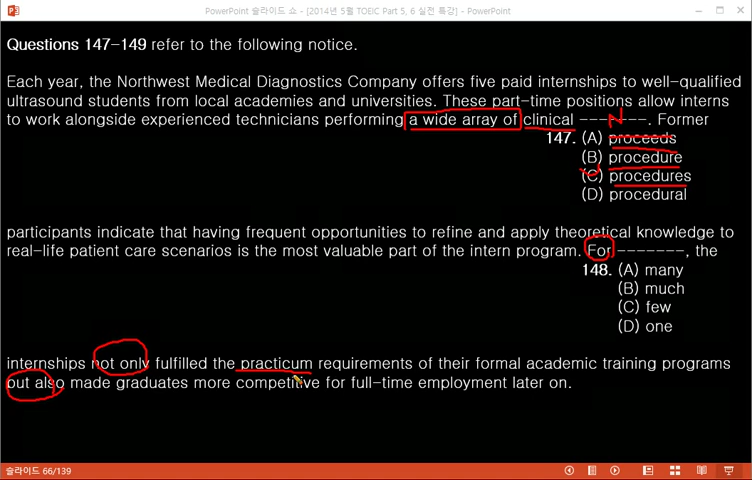 PowerPoint 슬라이드 쇼 - [2014년 5월 TOEIC Part 5, 6 실전 특강] - PowerPoint
Questions 147-149 refer to the following notice.
Each year, the Northwest Medical Diagnostics Company offers five paid internships to well-qualified
ultrasound students from local academies and universities. These part-time positions allow interns
to work alongside experienced technicians performing a wide array of clinical ---N---. Former
147. (A) proceeds
(B) procedure
(C) procedures
(D) procedural
participants indicate that having frequent opportunities to refine and apply theoretical knowledge to
real-life patient care scenarios is the most valuable part of the intern program. For -------, the
148. (A) many
(B) much
(C) few
(D) one
internships not only fulfilled the practicum requirements of their formal academic training programs
but also made graduates more competitive for full-time employment later on.
슬라이드 66/139